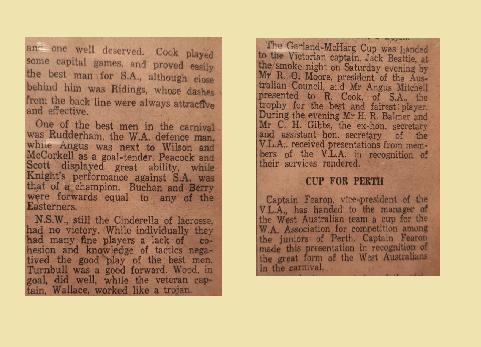 and one well deserved. Cook played
some capital games, and proved easily
the best man for S.A., although close
behind him was Ridings, whose dashes
from the back line were always attractive
and effective.
One of the best men in the carnival
was Rudderham, the W.A. defence man,
while Angus was next to Wilson and
McCorkell as a goal-tender. Peacock and
Scott displayed great ability, while
Knight's performance against S.A. was
that of a champion. Buchan and Berry
were forwards equal to any of the
Easterners.
N.S.W., still the Cinderella of lacrosse,
had no victory. While individually they
had many fine players a lack of co-
hesion and knowledge of tactics nega-
tived the good play of the best men.
Turnbull was a good forward. Wood, in
goal, did well, while the veteran cap-
tain, Wallace, worked like a trojan.
The Garland-McHarg Cup was handed
to the Victorian captain, Jack Beattie, at
the smoke night on Saturday evening by
Mr R. O. Moore, president of the Aus-
tralian Council, and Mr Angus Mitchell
presented to R. Cook, of S.A., the
trophy for the best and fairest player.
During the evening Mr H. R. Balmer and
Mr C. H. Gibbs, the ex-hon. secretary
and assistant hon. secretary of the
V.L.A., received presentations from mem-
bers of the V.L.A. in recognition of
their services rendered.
CUP FOR PERTH
Captain Fearon, vice-president of the
V.L.A., has handed to the manager of
the West Australian team a cup for the
W.A. Association for competition among
the juniors of Perth. Captain Fearon
made this presentation in recognition of
the great form of the West Australians
in the carnival.